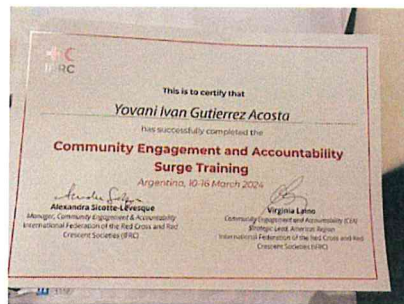 IFRC
This is to certify that
Yovani Ivan Gutierrez Acosta
has successfully completed the
Community Engagement and Accountability
Surge Training
Argentina, 10-16 March 2024
Alexandra Sicotte-Levesque
Manager, Community Engagement & Accountability
International Federation of the Red Cross and Red
Crescent Societies (IFRC)
Virginia Laino
Community Engagement and Accountability (CEA)
Strategic Lead, Americas Region
International Federation of the Red Cross and Red
Crescent Societies (IFRC)